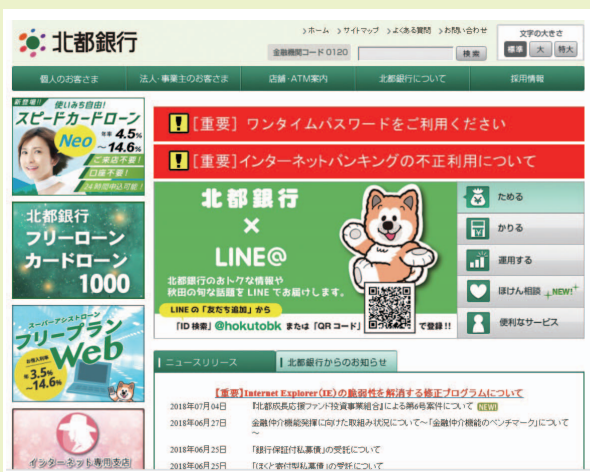 北都銀行
>ホーム >サイトマップ >よくある質問 >お問い合わせ
文字の大きさ
金融機関コード 0120
検索
標準 大 特大
個人のお客さま 法人・事業主のお客さま 店舗・ATM案内 北都銀行について 採用情報
新登場!!
使いみち自由!
スピードカードローン
Neo
年率 4.5%
~14.6%
ご来店不要!
口座不要!
24時間申込可能!
[重要] ワンタイムパスワードをご利用ください
[重要]インターネットバンキングの不正利用について
北都銀行
フリーローン
カードローン
1000
北都銀行
×
LINE@
北都銀行のおトクな情報や
秋田の旬な話題を LINE でお届けします。
LINE の「友だち追加」から
「ID 検索」@hokutobk または「QRコード」で登録!!
ためる
かりる
運用する
ほけん相談 NEW!
便利なサービス
スーパーアシストローン
フリープラン
Web
年 3.5%
~14.6%
インターネット専用支店
ニュースリリース
北都銀行からのお知らせ
【重要】Internet Explorer(IE)の脆弱性を解消する修正プログラムについて
2018年07月04日 『北都成長応援ファンド投資事業組合』による第6号案件について NEW!
2018年06月27日 金融仲介機能発揮に向けた取組み状況について~「金融仲介機能のベンチマーク」について
~
2018年06月25日 「銀行保証付私募債」の受託について
2018年06月25日 「ほくと寄付型私募債」の受託について